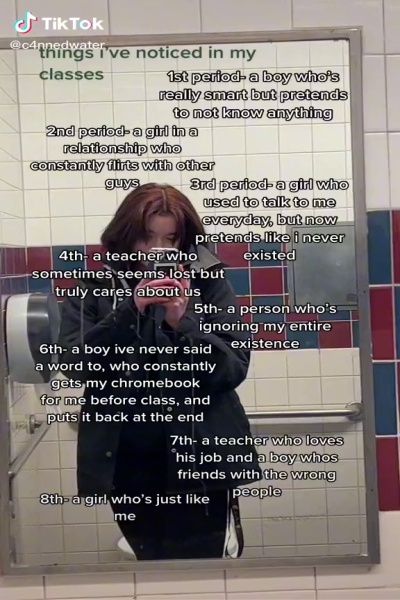 TikTok
@c4nnedwater
things i've noticed in my
classes
1st period- a boy who's
really smart but pretends
to not know anything
2nd period- a girl in a
relationship who
constantly flirts with other
guys
3rd period- a girl who
used to talk to me
everyday, but now
pretends like i never
existed
4th- a teacher who
sometimes seems lost but
truly cares about us
5th- a person who's
ignoring my entire
existence
6th- a boy ive never said
a word to, who constantly
gets my chromebook
for me before class, and
puts it back at the end
7th- a teacher who loves
his job and a boy whos
friends with the wrong
people
8th- a girl who's just like
me